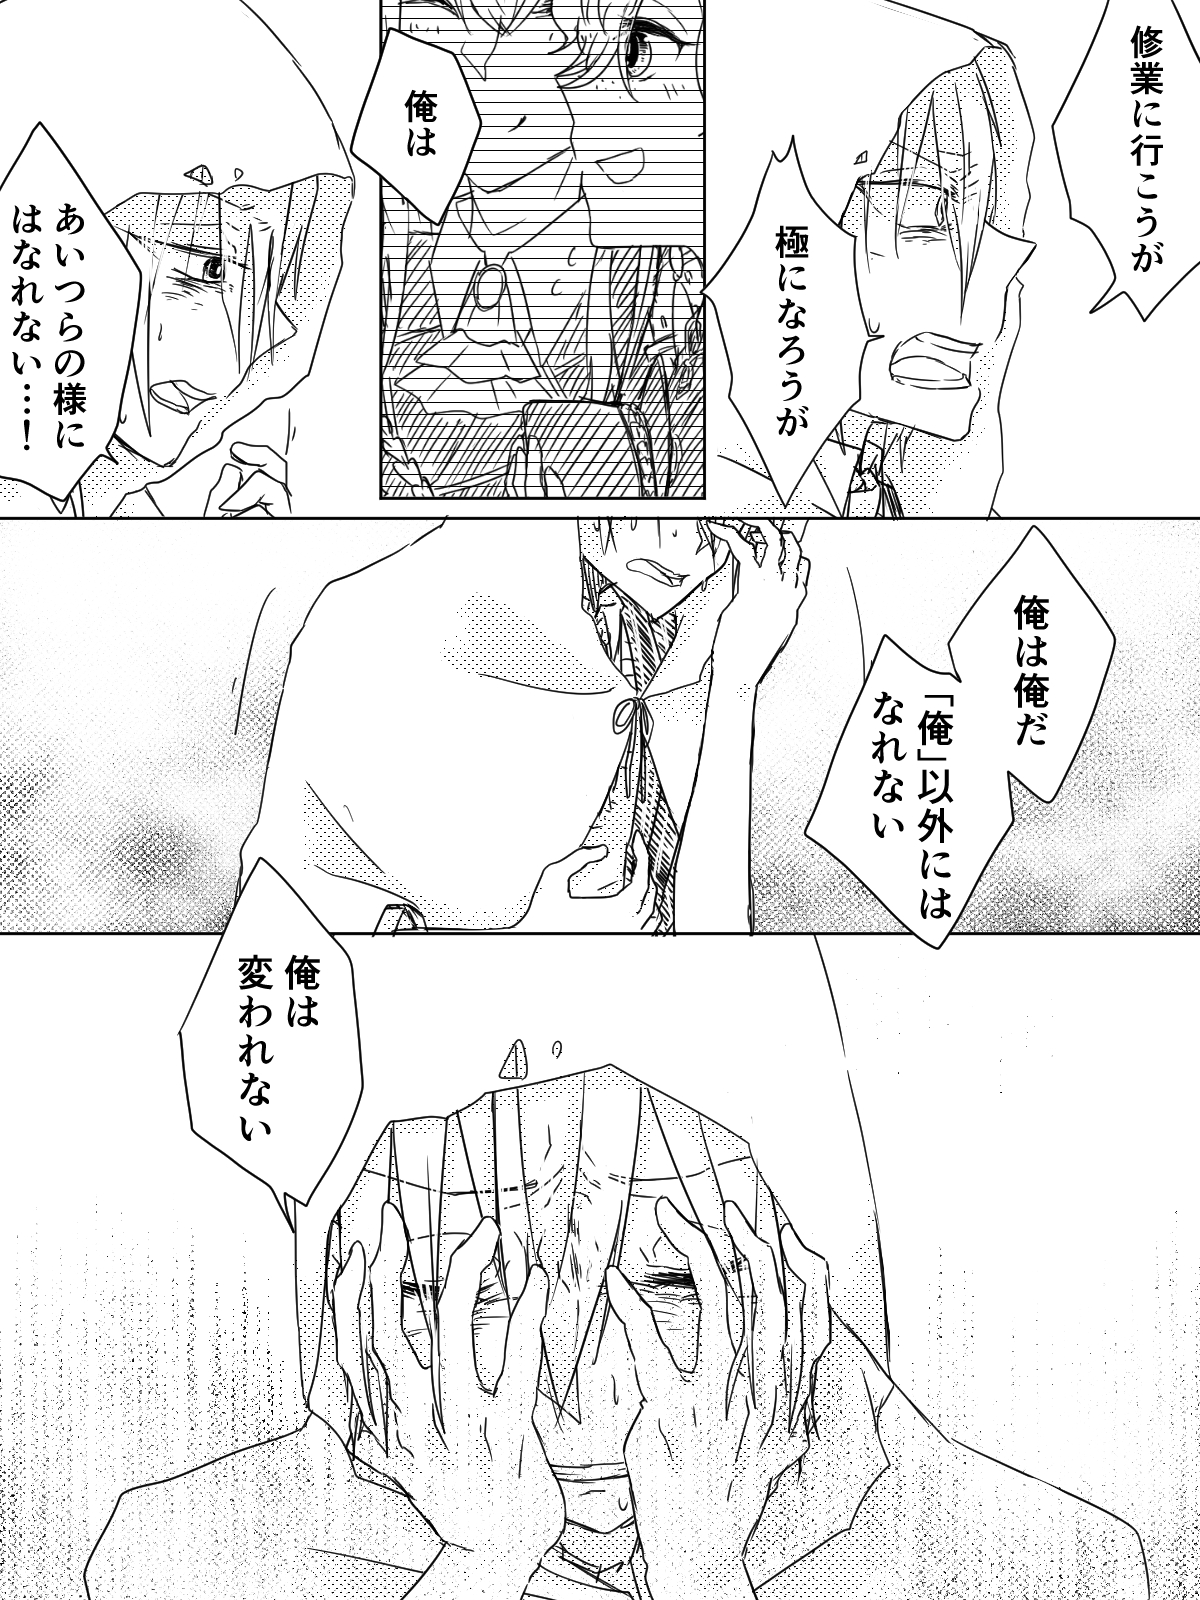 修業に行こうが
極になろうが
俺は
あいつらの様に
はなれない……！
俺は俺だ
「俺」以外には
なれない
俺は
変われない